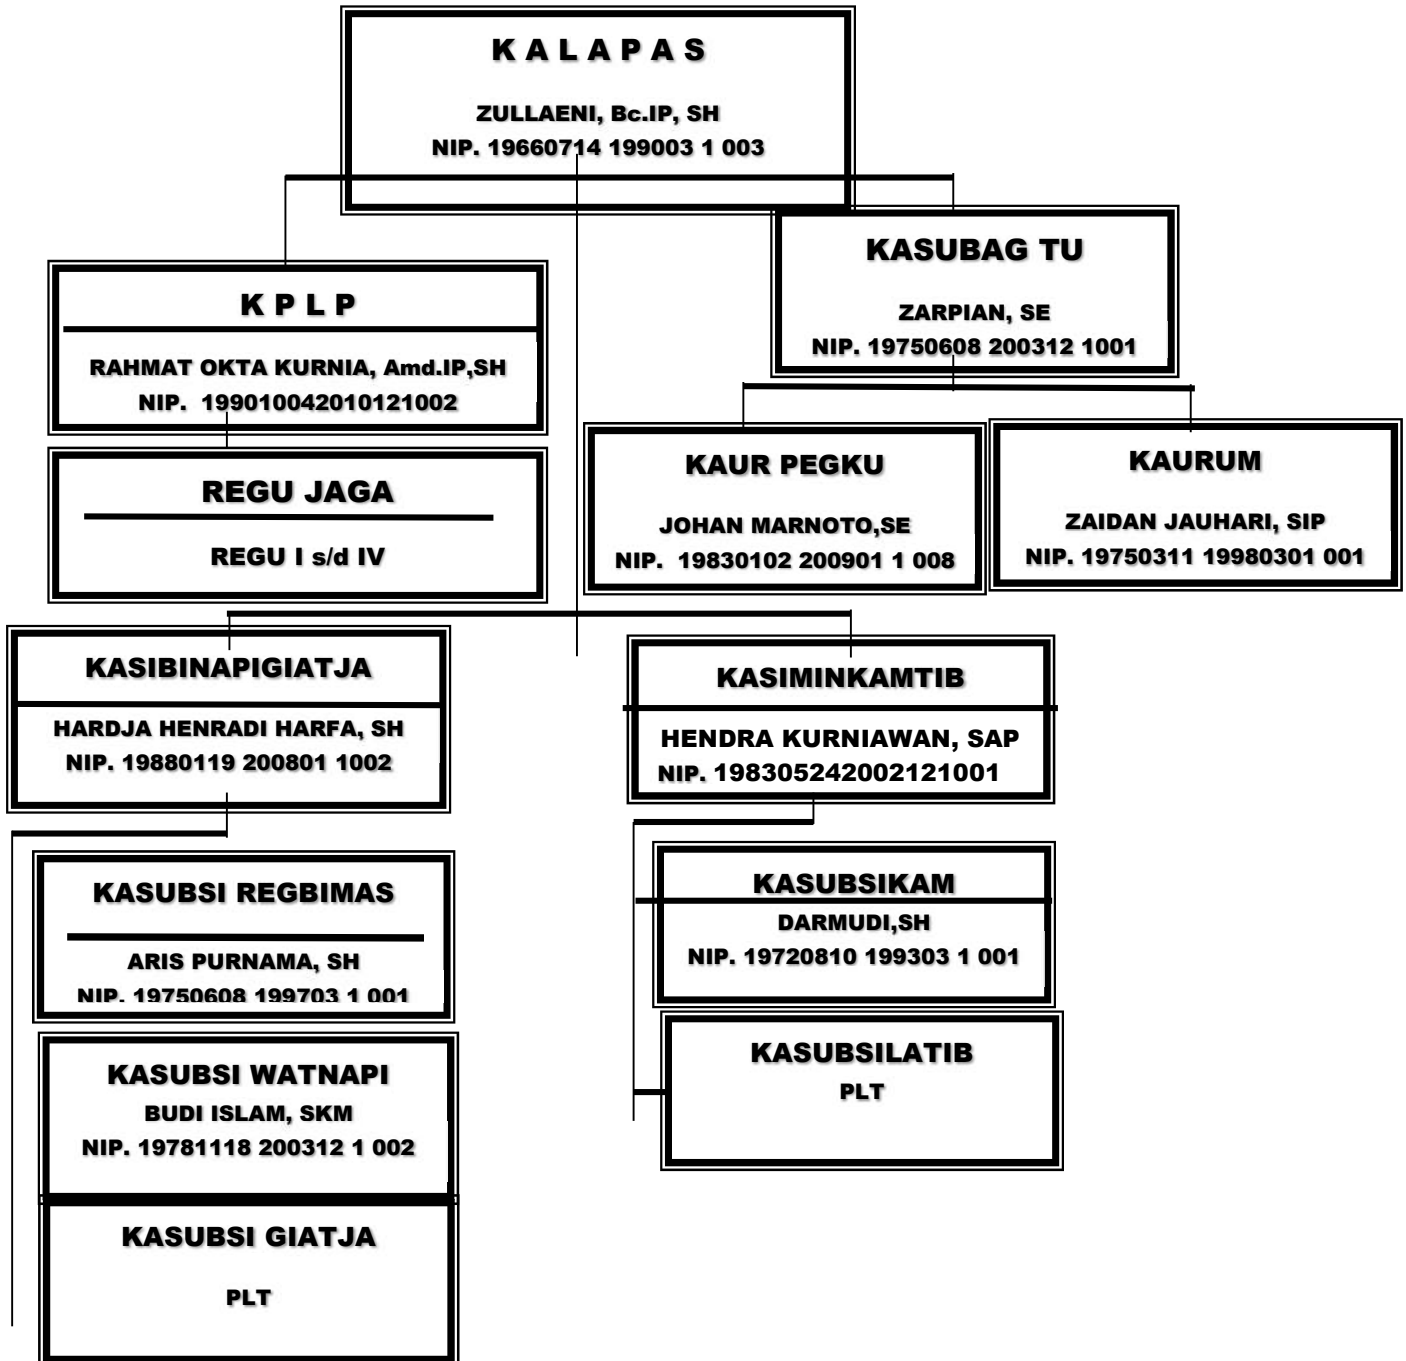 K A L A P A S
ZULLAENI, Bc.IP, SH
NIP. 19660714 199003 1 003
KASUBAG TU
ZARPIAN, SE
NIP. 19750608 200312 1001
K P L P
RAHMAT OKTA KURNIA, Amd.IP,SH
NIP. 199010042010121002
REGU JAGA
REGU I s/d IV
KAUR PEGKU
JOHAN MARNOTO,SE
NIP. 19830102 200901 1 008
KAURUM
ZAIDAN JAUHARI, SIP
NIP. 19750311 19980301 001
KASIBINAPIGIATJA
HARDJA HENRADI HARFA, SH
NIP. 19880119 200801 1002
KASIMINKAMTIB
HENDRA KURNIAWAN, SAP
NIP. 198305242002121001
KASUBSI REGBIMAS
ARIS PURNAMA, SH
NIP. 19750608 199703 1 001
KASUBSIKAM
DARMUDI,SH
NIP. 19720810 199303 1 001
KASUBSI WATNAPI
BUDI ISLAM, SKM
NIP. 19781118 200312 1 002
KASUBSILATIB
PLT
KASUBSI GIATJA
PLT